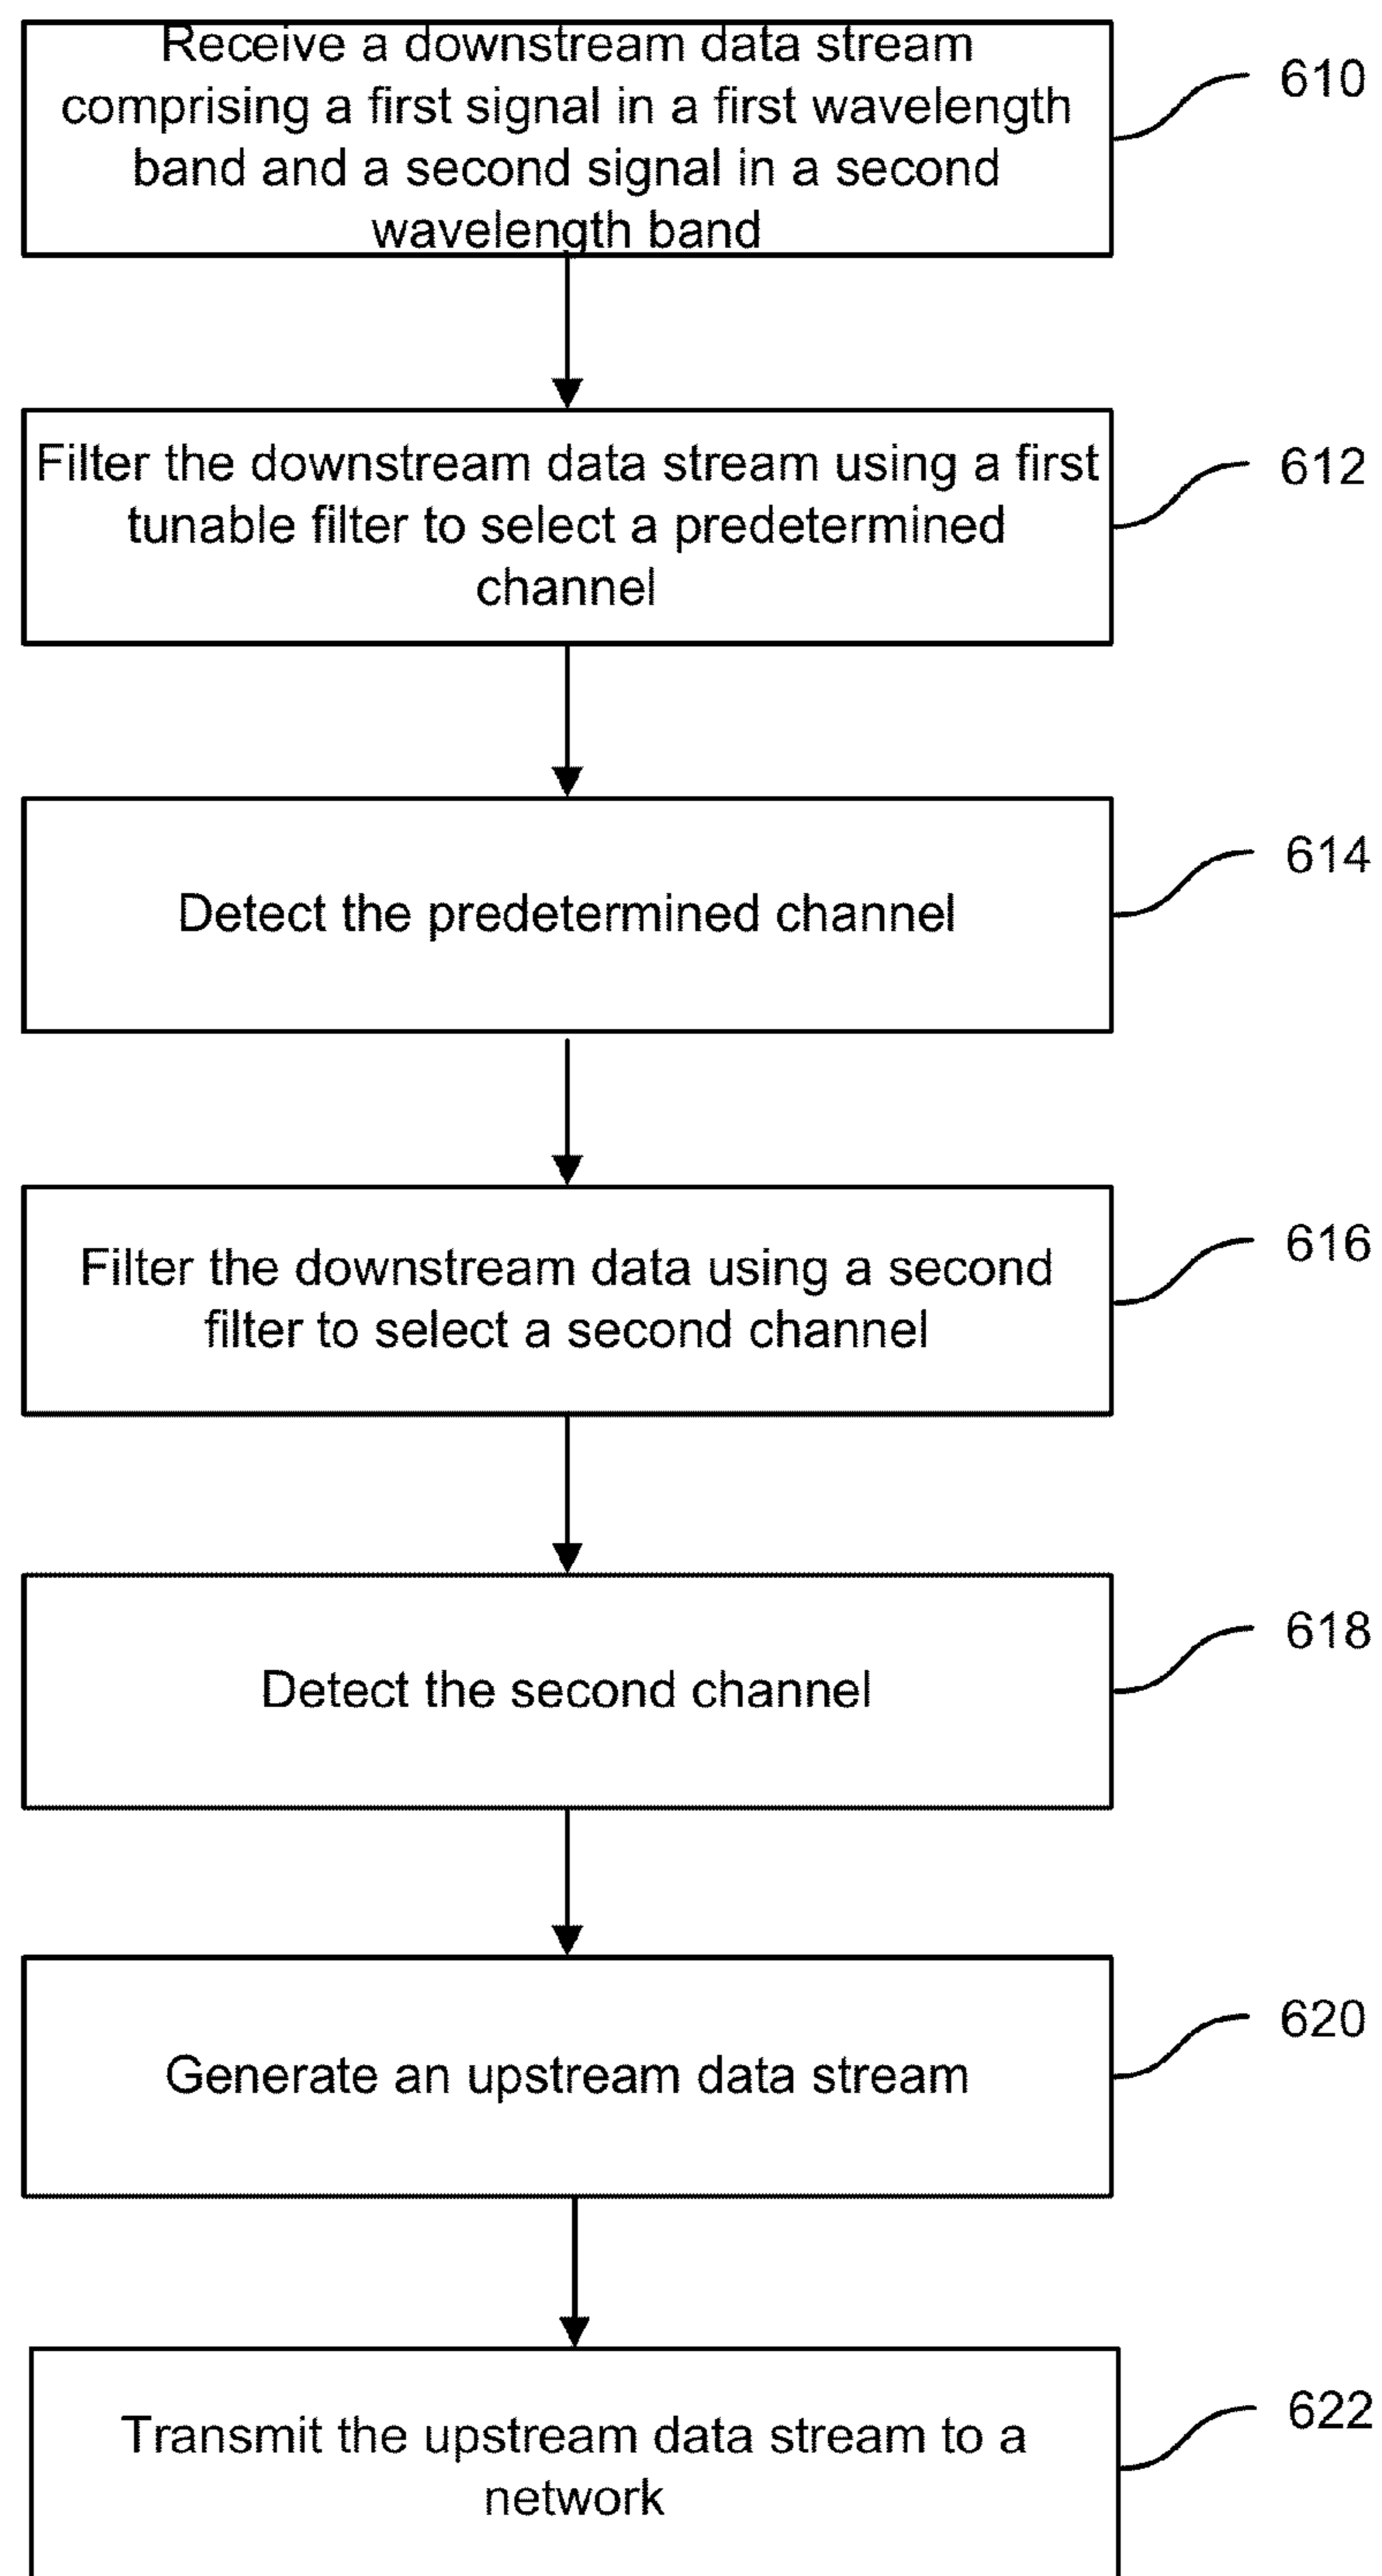 Receive a downstream data stream
comprising a first signal in a first wavelength
band and a second signal in a second
wavelength band
610
Filter the downstream data stream using a first
tunable filter to select a predetermined
channel
612
Detect the predetermined channel
614
Filter the downstream data using a second
filter to select a second channel
616
Detect the second channel
618
Generate an upstream data stream
620
Transmit the upstream data stream to a
network
622